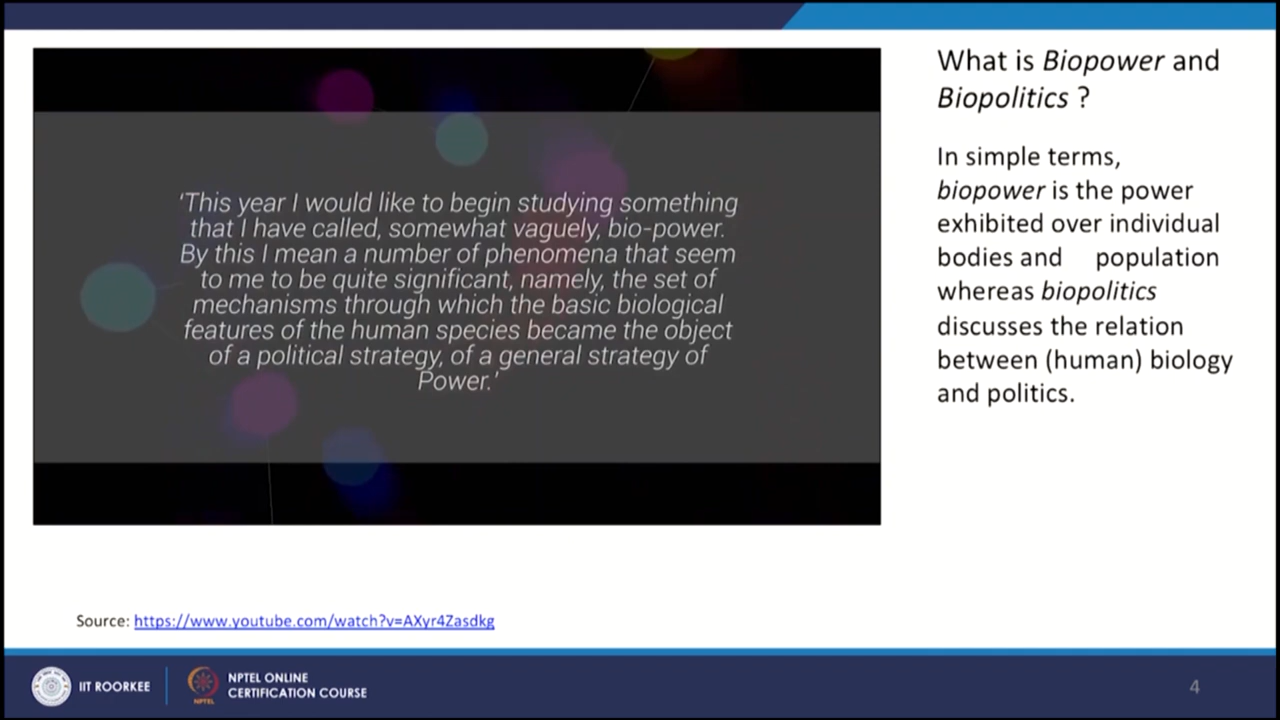 'This year I would like to begin studying something
that I have called, somewhat vaguely, bio-power.
By this I mean a number of phenomena that seem
to me to be quite significant, namely, the set of
mechanisms through which the basic biological
features of the human species became the object
of a political strategy, of a general strategy of
Power.'
What is Biopower and
Biopolitics ?
In simple terms,
biopower is the power
exhibited over individual
bodies and population
whereas biopolitics
discusses the relation
between (human) biology
and politics.
Source: https://www.youtube.com/watch?v=AXyr4Zasdkg
IIT ROORKEE
NPTEL
NPTEL ONLINE
CERTIFICATION COURSE
4